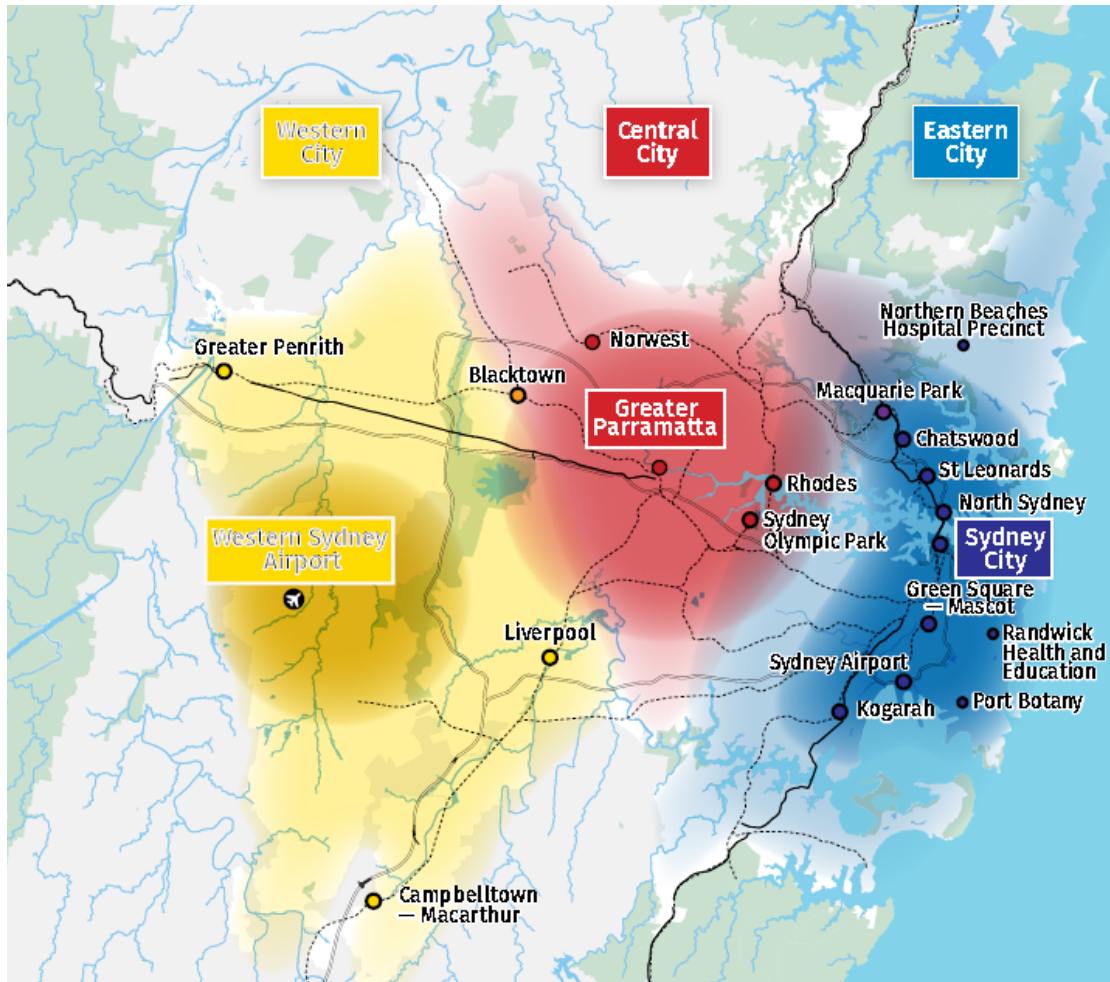 Western
City
Central
City
Eastern
City
Northern Beaches
Hospital Precinct
Greater Penrith
Norwest
Blacktown
Macquarie Park
Greater
Parramatta
Chatswood
St Leonards
Rhodes
North Sydney
Sydney
Olympic Park
Western Sydney
Airport
Sydney
City
Green Square
— Mascot
Liverpool
Randwick
Health and
Education
Sydney Airport
Kogarah
Port Botany
Campbelltown
— Macarthur